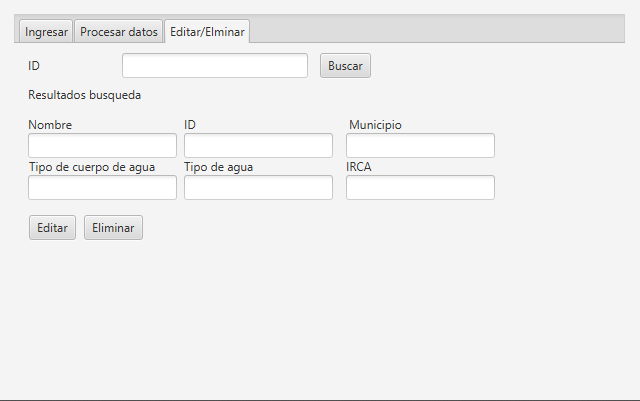 Ingresar Procesar datos Editar/Elminar
ID Buscar
Resultados busqueda
Nombre ID Municipio
Tipo de cuerpo de agua Tipo de agua IRCA
Editar Eliminar